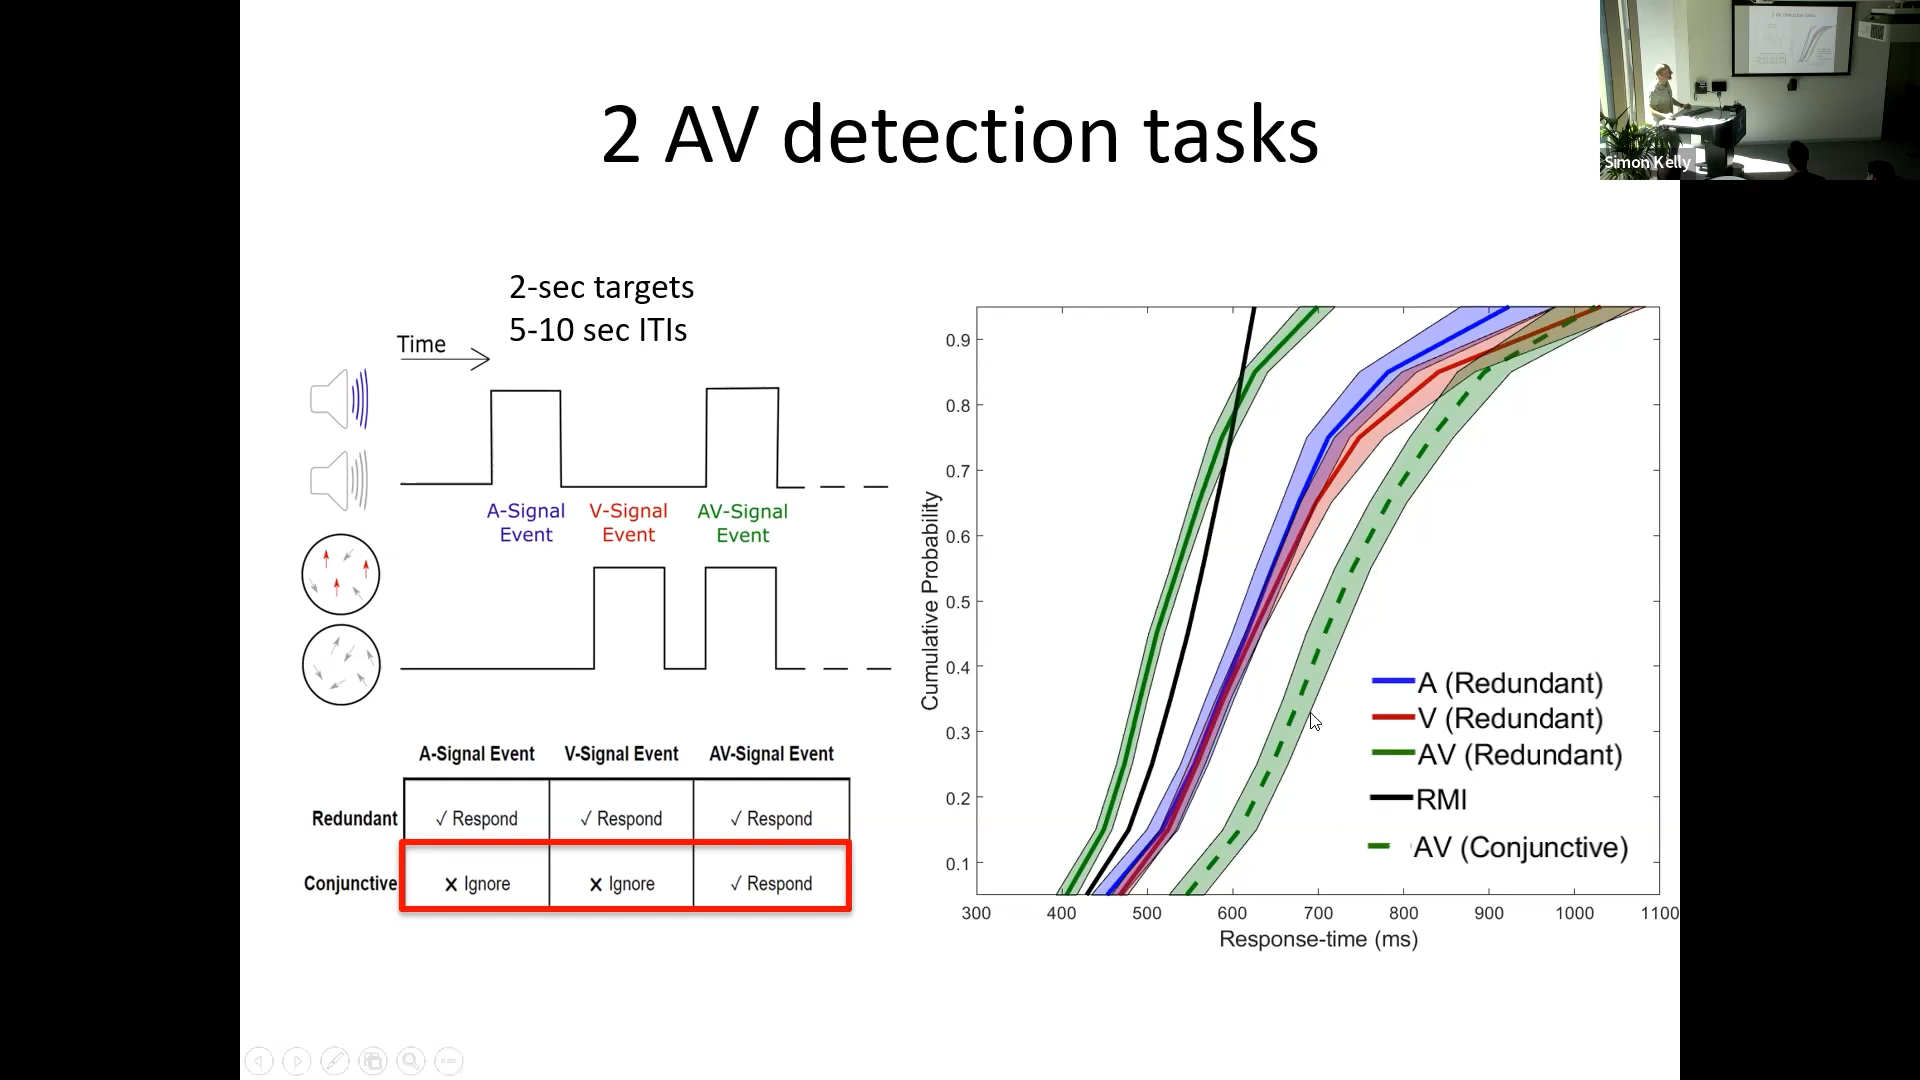 2 AV detection tasks
Simon Kelly
2-sec targets
5-10 sec ITIs
Time
A-Signal
Event
V-Signal
Event
AV-Signal
Event
A-Signal Event V-Signal Event AV-Signal Event
Redundant ✓ Respond ✓ Respond ✓ Respond
Conjunctive ✗ Ignore ✗ Ignore ✓ Respond
Cumulative Probability
0.9
0.8
0.7
0.6
0.5
0.4
0.3
0.2
0.1
300 400 500 600 700 800 900 1000 1100
Response-time (ms)
A (Redundant)
V (Redundant)
AV (Redundant)
RMI
AV (Conjunctive)